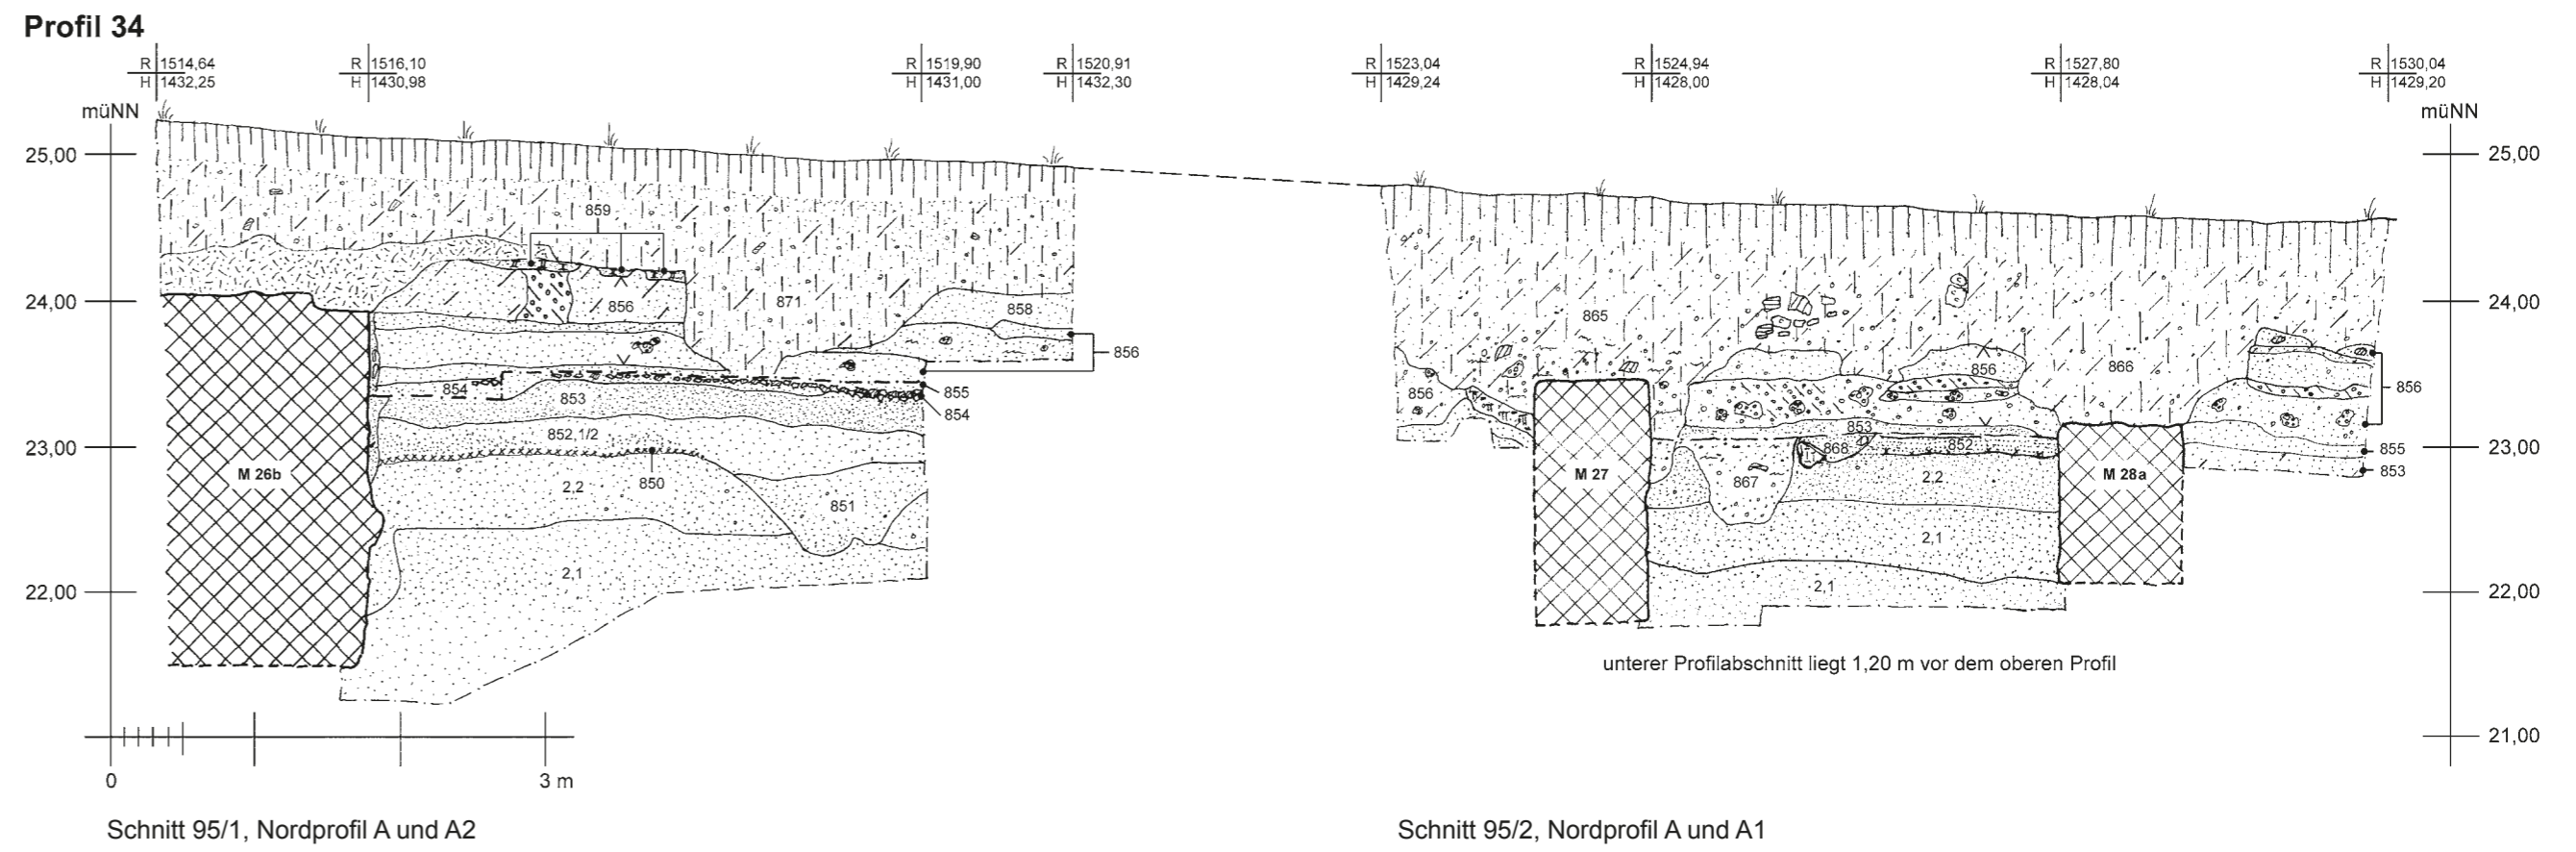 Profil 34
R 1514,64
H 1432,25
R 1516,10
H 1430,98
R 1519,90
H 1431,00
R 1520,91
H 1432,30
R 1523,04
H 1429,24
R 1524,94
H 1428,00
R 1527,80
H 1428,04
R 1530,04
H 1429,20
müNN
25,00
24,00
23,00
22,00
859
856
871
858
856
854
853
855
854
852,1/2
M 26b
850
2,2
851
2,1
0
3 m
Schnitt 95/1, Nordprofil A und A2
müNN
25,00
24,00
23,00
22,00
21,00
865
856
866
856
856
853
868
852
855
853
M 27
867
2,2
M 28a
2,1
2,1
unterer Profilabschnitt liegt 1,20 m vor dem oberen Profil
Schnitt 95/2, Nordprofil A und A1